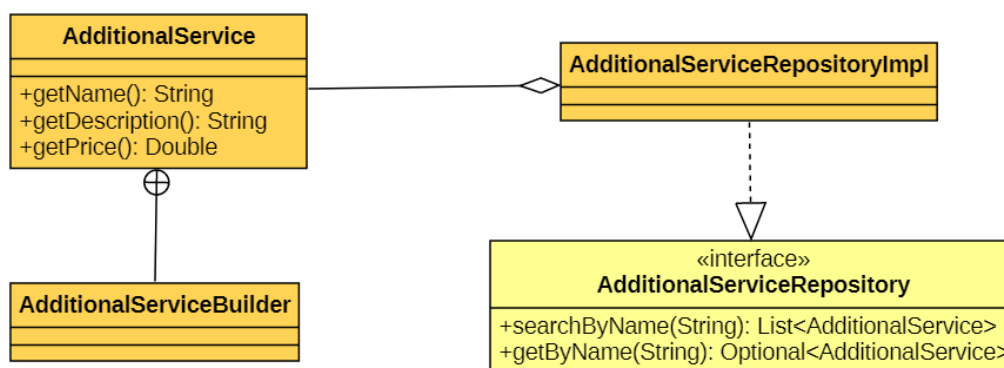 AdditionalService
+getName(): String
+getDescription(): String
+getPrice(): Double
AdditionalServiceRepositoryImpl
AdditionalServiceBuilder
«interface»
AdditionalServiceRepository
+searchByName(String): List<AdditionalService>
+getByName(String): Optional<AdditionalService>